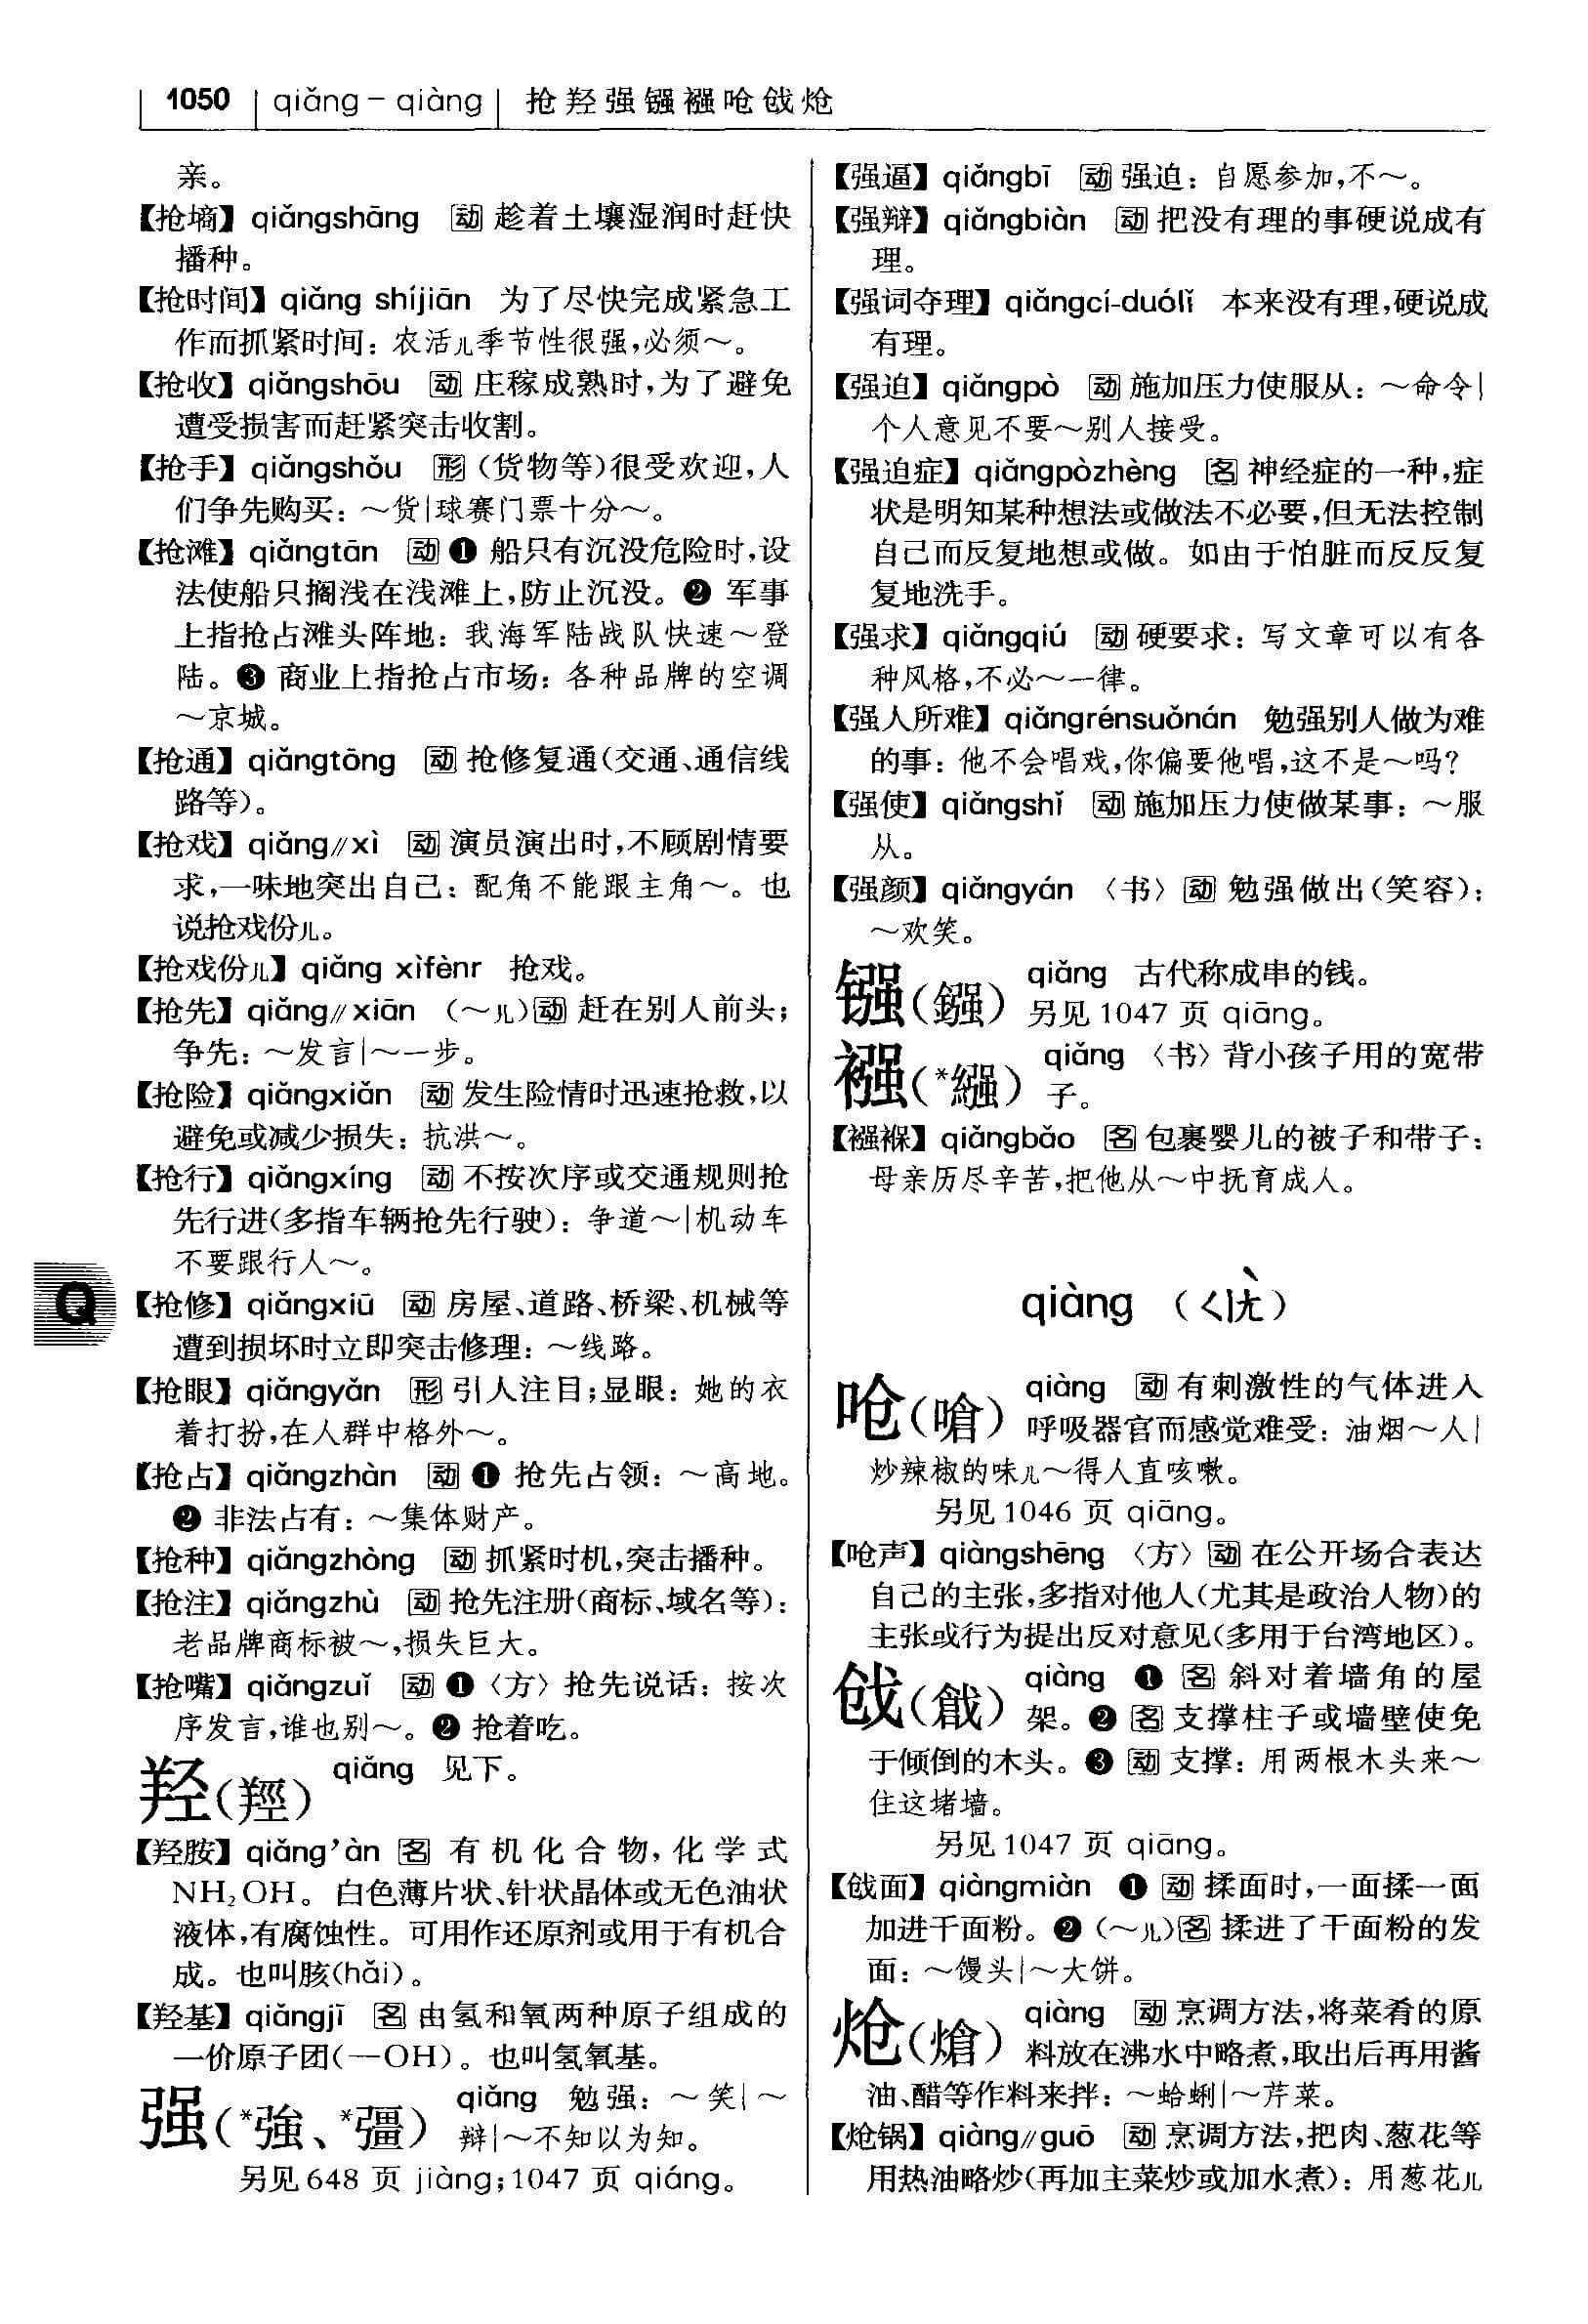 1050 qiǎng – qiàng 抢羟强镪襁呛戗炝
亲。
【抢墒】qiǎngshāng 动 趁着土壤湿润时赶快
播种。
【抢时间】qiǎng shíjiān 为了尽快完成紧急工
作而抓紧时间：农活儿季节性很强，必须～。
【抢收】qiǎngshōu 动 庄稼成熟时，为了避免
遭受损害而赶紧突击收割。
【抢手】qiǎngshǒu 形（货物等）很受欢迎，人
们争先购买：～货|球赛门票十分～。
【抢滩】qiǎngtān 动 ❶ 船只有沉没危险时，设
法使船只搁浅在浅滩上，防止沉没。❷ 军事
上指抢占滩头阵地：我海军陆战队快速～登
陆。❸ 商业上指抢占市场：各种品牌的空调
～京城。
【抢通】qiǎngtōng 动 抢修复通（交通、通信线
路等）。
【抢戏】qiǎng//xì 动 演员演出时，不顾剧情要
求，一味地突出自己：配角不能跟主角～。也
说抢戏份儿。
【抢戏份儿】qiǎng xìfènr 抢戏。
【抢先】qiǎng//xiān （～儿）动 赶在别人前头；
争先：～发言|～一步。
【抢险】qiǎngxiǎn 动 发生险情时迅速抢救，以
避免或减少损失：抗洪～。
【抢行】qiǎngxíng 动 不按次序或交通规则抢
先行进（多指车辆抢先行驶）：争道～|机动车
不要跟行人～。
Q
【抢修】qiǎngxiū 动 房屋、道路、桥梁、机械等
遭到损坏时立即突击修理：～线路。
【抢眼】qiǎngyǎn 形 引人注目；显眼：她的衣
着打扮，在人群中格外～。
【抢占】qiǎngzhàn 动 ❶ 抢先占领：～高地。
❷ 非法占有：～集体财产。
【抢种】qiǎngzhòng 动 抓紧时机，突击播种。
【抢注】qiǎngzhù 动 抢先注册（商标、域名等）：
老品牌商标被～，损失巨大。
【抢嘴】qiǎngzuǐ 动 ❶〈方〉抢先说话：按次
序发言，谁也别～。❷ 抢着吃。
羟（羥） qiǎng 见下。
【羟胺】qiǎng’àn 名 有机化合物，化学式
NH₂OH。白色薄片状、针状晶体或无色油状
液体，有腐蚀性。可用作还原剂或用于有机合
成。也叫胲(hǎi)。
【羟基】qiǎngjī 名 由氢和氧两种原子组成的
一价原子团（—OH）。也叫氢氧基。
强（*強、*彊） qiǎng 勉强：～笑|～
辩|～不知以为知。
另见 648 页 jiàng；1047 页 qiáng。
【强逼】qiǎngbī 动 强迫：自愿参加，不～。
【强辩】qiǎngbiàn 动 把没有理的事硬说成有
理。
【强词夺理】qiǎngcí-duólǐ 本来没有理，硬说成
有理。
【强迫】qiǎngpò 动 施加压力使服从：～命令|
个人意见不要～别人接受。
【强迫症】qiǎngpòzhèng 名 神经症的一种，症
状是明知某种想法或做法不必要，但无法控制
自己而反复地想或做。如由于怕脏而反反复
复地洗手。
【强求】qiǎngqiú 动 硬要求：写文章可以有各
种风格，不必～一律。
【强人所难】qiǎngrénsuǒnán 勉强别人做为难
的事：他不会唱戏，你偏要他唱，这不是～吗？
【强使】qiǎngshǐ 动 施加压力使做某事：～服
从。
【强颜】qiǎngyán 〈书〉动 勉强做出（笑容）：
～欢笑。
镪（鏹） qiǎng 古代称成串的钱。
另见 1047 页 qiāng。
襁（*繈） qiǎng 〈书〉背小孩子用的宽带
子。
【襁褓】qiǎngbǎo 名 包裹婴儿的被子和带子：
母亲历尽辛苦，把他从～中抚育成人。
qiàng （ㄑㄧㄤˋ）
呛（嗆） qiàng 动 有刺激性的气体进入
呼吸器官而感觉难受：油烟～人|
炒辣椒的味儿～得人直咳嗽。
另见 1046 页 qiāng。
【呛声】qiàngshēng 〈方〉动 在公开场合表达
自己的主张，多指对他人（尤其是政治人物）的
主张或行为提出反对意见（多用于台湾地区）。
戗（戧） qiàng ❶ 名 斜对着墙角的屋
架。❷ 名 支撑柱子或墙壁使免
于倾倒的木头。❸ 动 支撑：用两根木头来～
住这堵墙。
另见 1047 页 qiāng。
【戗面】qiàngmiàn ❶ 动 揉面时，一面揉一面
加进干面粉。❷（～儿）名 揉进了干面粉的发
面：～馒头|～大饼。
炝（熗） qiàng 动 烹调方法，将菜肴的原
料放在沸水中略煮，取出后再用酱
油、醋等作料来拌：～蛤蜊|～芹菜。
【炝锅】qiàng//guō 动 烹调方法，把肉、葱花等
用热油略炒（再加主菜炒或加水煮）：用葱花儿